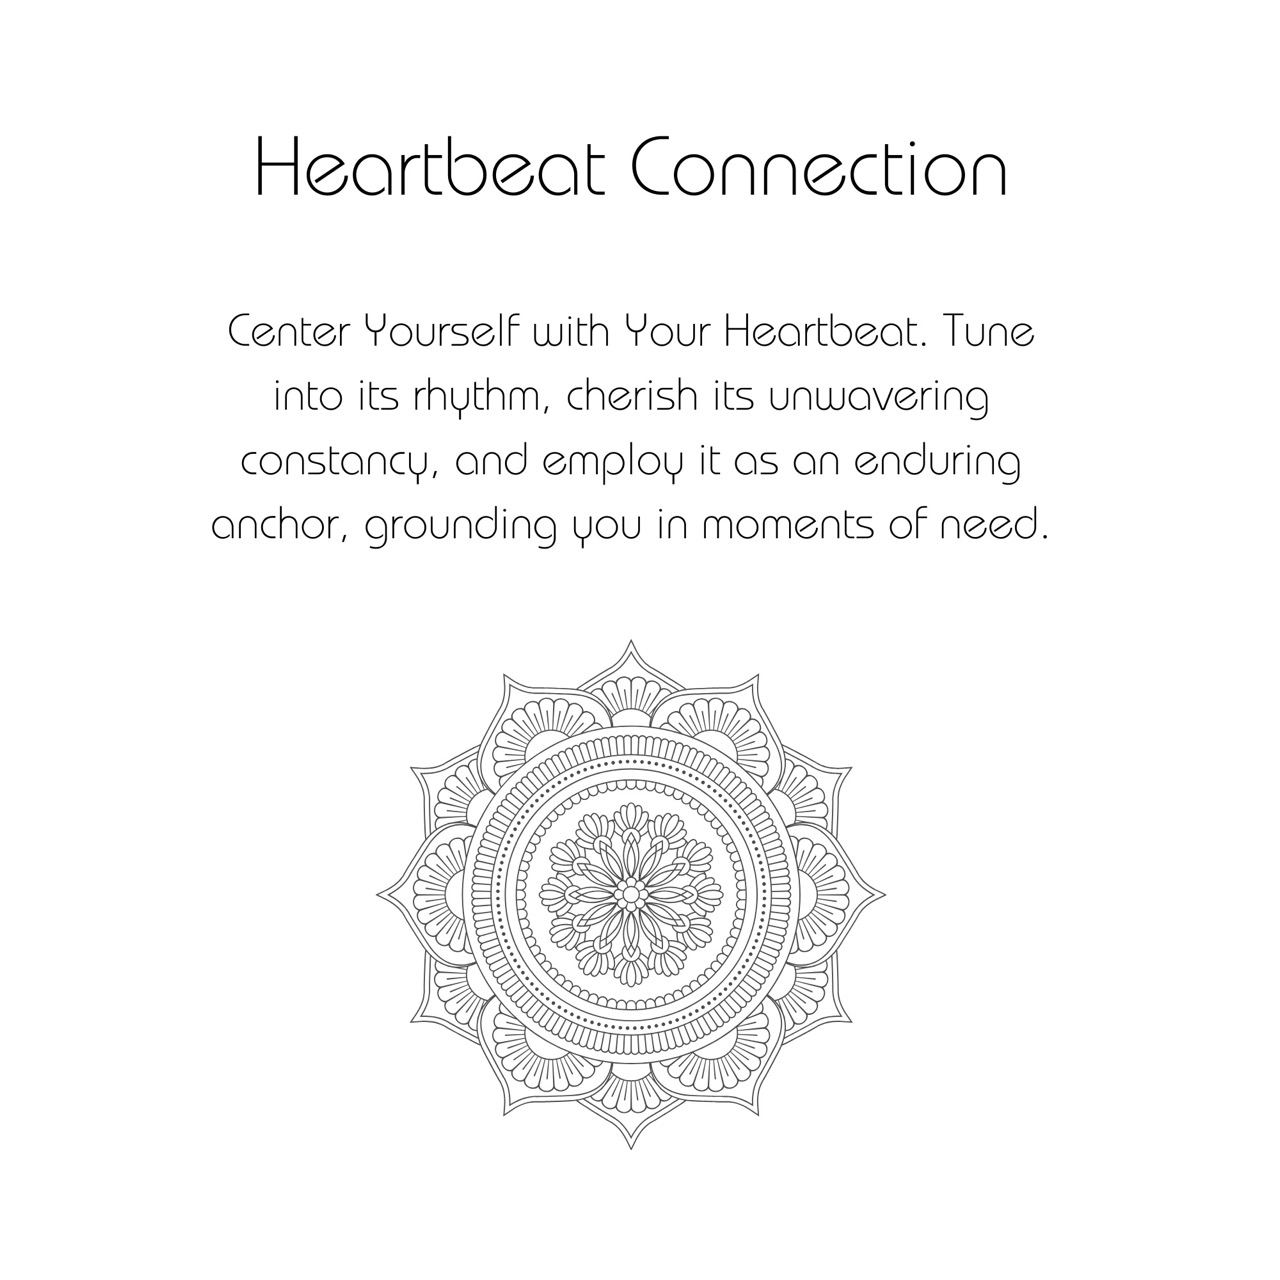 Heartbeat Connection
Center Yourself with Your Heartbeat. Tune
into its rhythm, cherish its unwavering
constancy, and employ it as an enduring
anchor, grounding you in moments of need.